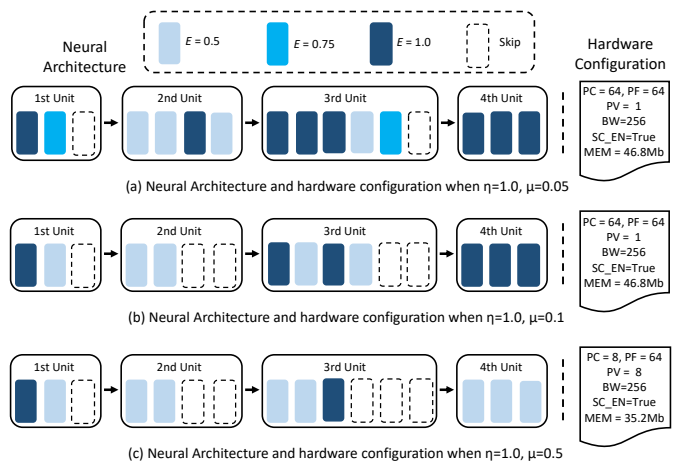 Neural
Architecture
E = 0.5
E = 0.75
E = 1.0
Skip
Hardware
Configuration
1st Unit
2nd Unit
3rd Unit
4th Unit
PC = 64, PF = 64
PV = 1
BW=256
SC_EN=True
MEM = 46.8Mb
(a) Neural Architecture and hardware configuration when η=1.0, μ=0.05
1st Unit
2nd Unit
3rd Unit
4th Unit
PC = 64, PF = 64
PV = 1
BW=256
SC_EN=True
MEM = 46.8Mb
(b) Neural Architecture and hardware configuration when η=1.0, μ=0.1
1st Unit
2nd Unit
3rd Unit
4th Unit
PC = 8, PF = 64
PV = 8
BW=256
SC_EN=True
MEM = 35.2Mb
(c) Neural Architecture and hardware configuration when η=1.0, μ=0.5